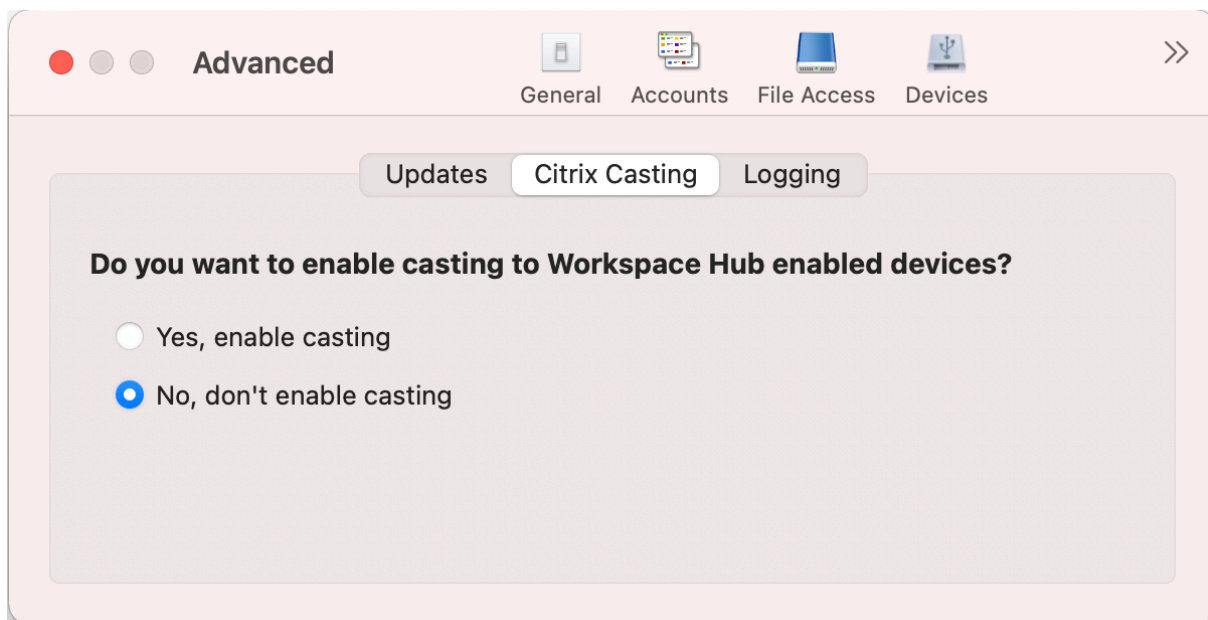 Advanced
General
Accounts
File Access
Devices
Updates
Citrix Casting
Logging
Do you want to enable casting to Workspace Hub enabled devices?
Yes, enable casting
No, don't enable casting